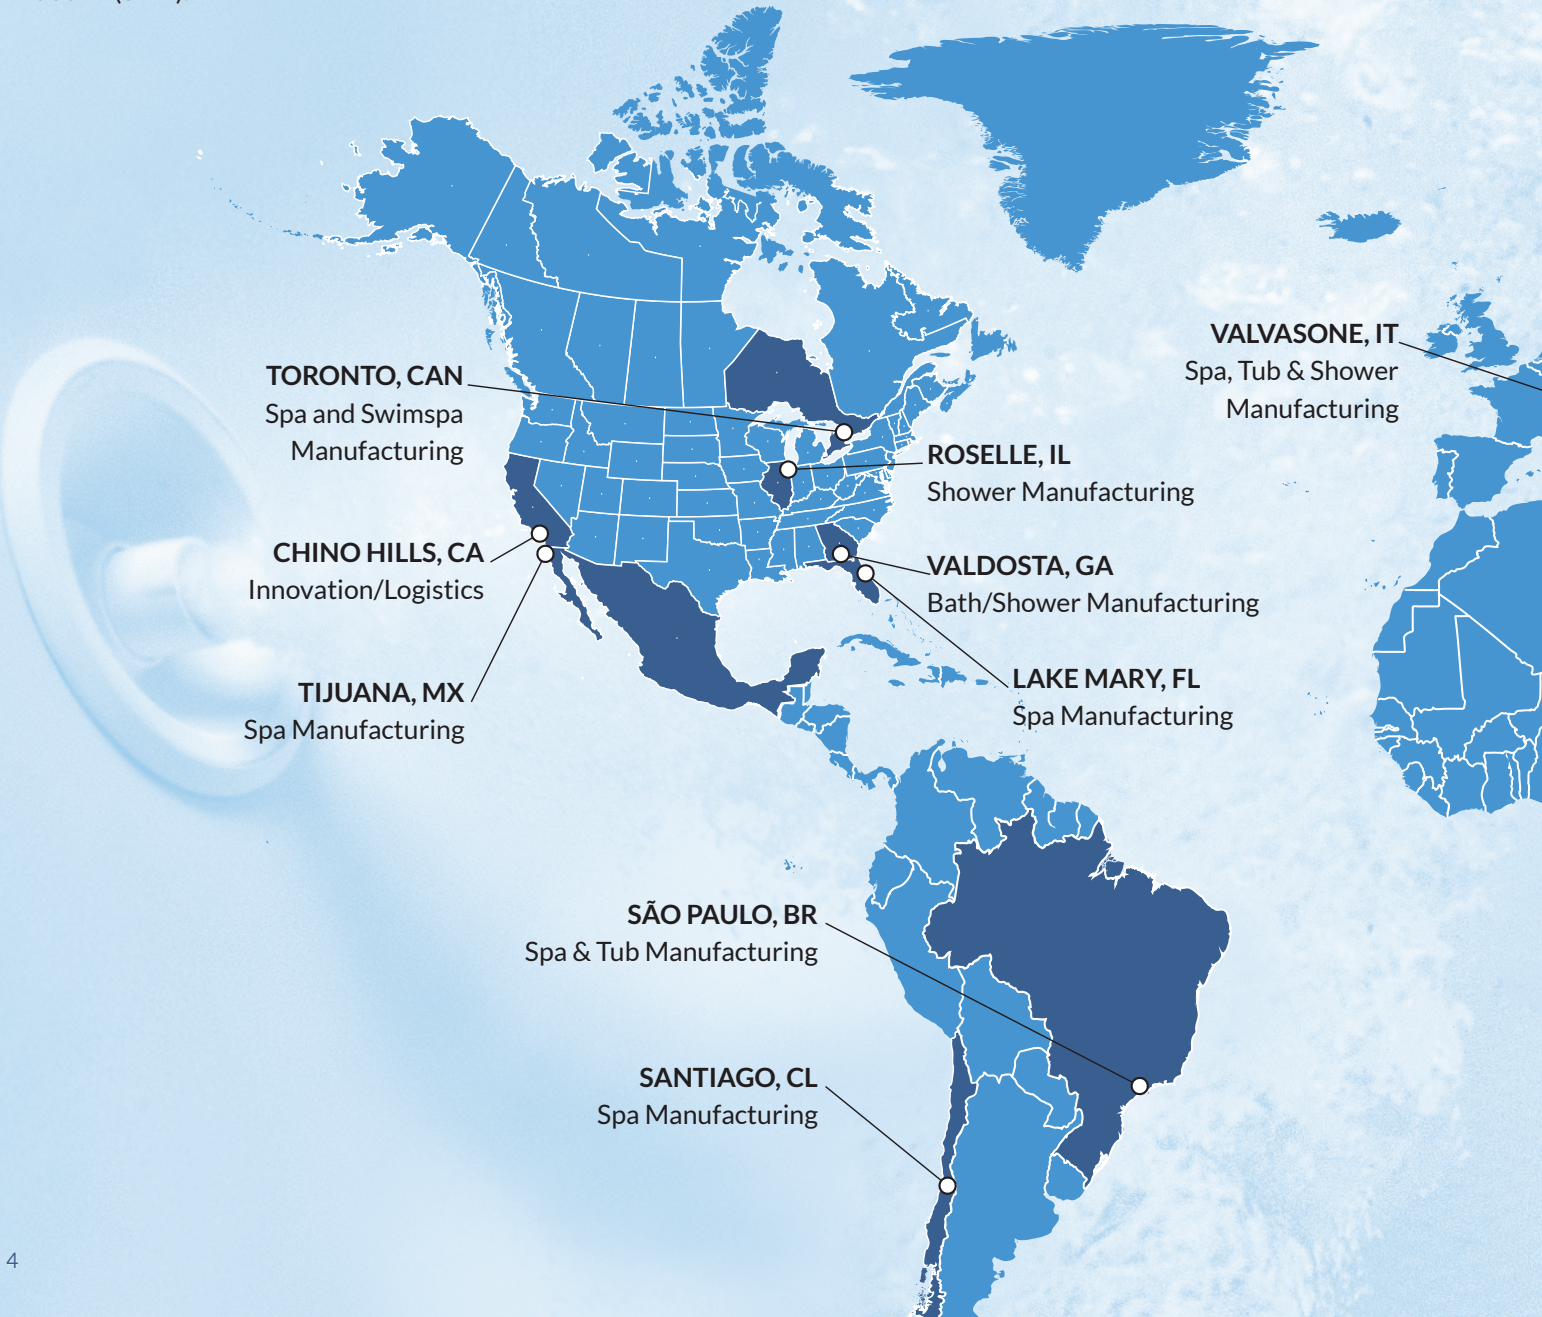 TORONTO, CAN
Spa and Swimspa
Manufacturing
CHINO HILLS, CA
Innovation/Logistics
TIJUANA, MX
Spa Manufacturing
VALVASONE, IT
Spa, Tub & Shower
Manufacturing
ROSELLE, IL
Shower Manufacturing
VALDOSTA, GA
Bath/Shower Manufacturing
LAKE MARY, FL
Spa Manufacturing
SÃO PAULO, BR
Spa & Tub Manufacturing
SANTIAGO, CL
Spa Manufacturing
4